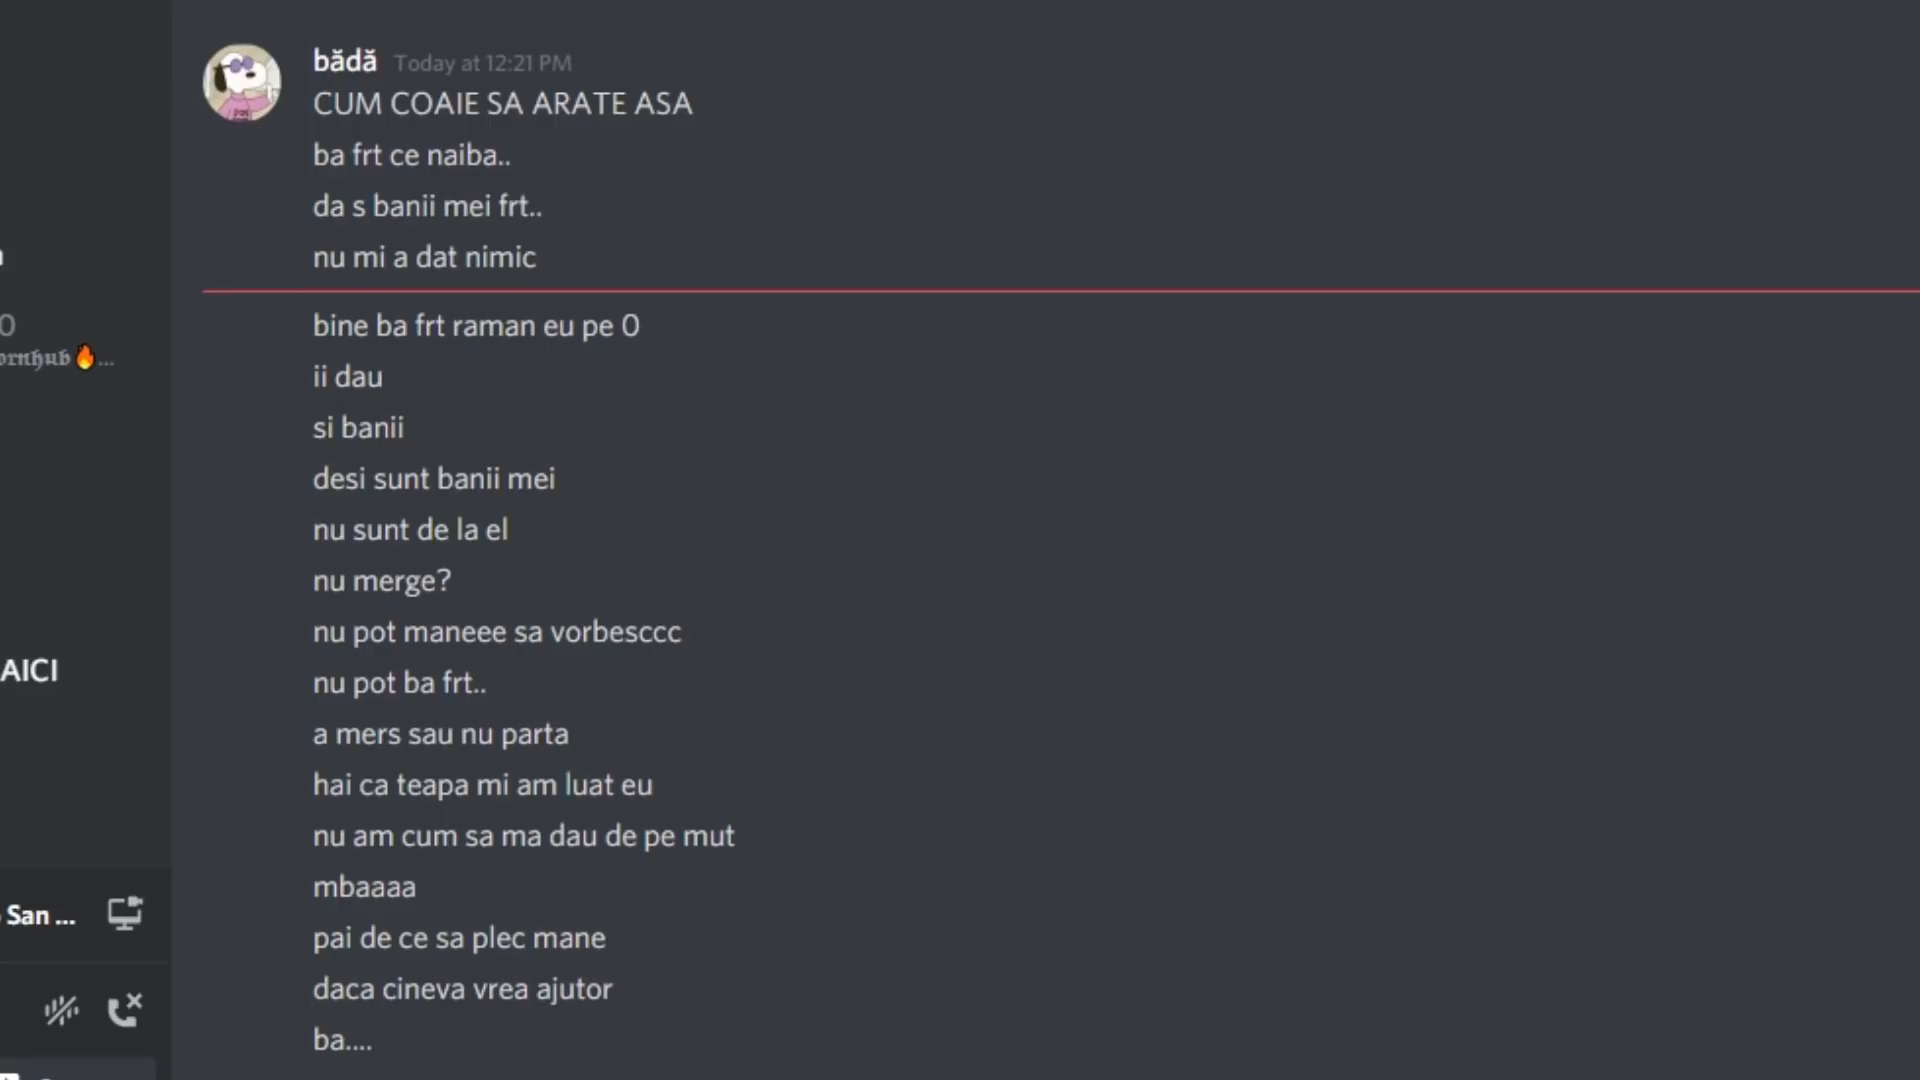 bădă Today at 12:21 PM
CUM COAIE SA ARATE ASA
ba frt ce naiba..
da s banii mei frt..
nu mi a dat nimic
bine ba frt raman eu pe 0
ii dau
si banii
desi sunt banii mei
nu sunt de la el
nu merge?
nu pot maneee sa vorbesccc
nu pot ba frt..
a mers sau nu parta
hai ca teapa mi am luat eu
nu am cum sa ma dau de pe mut
mbaaaa
pai de ce sa plec mane
daca cineva vrea ajutor
ba....
𝖔𝖗𝖓𝖍𝖚𝖇🔥...
AICI
San ...